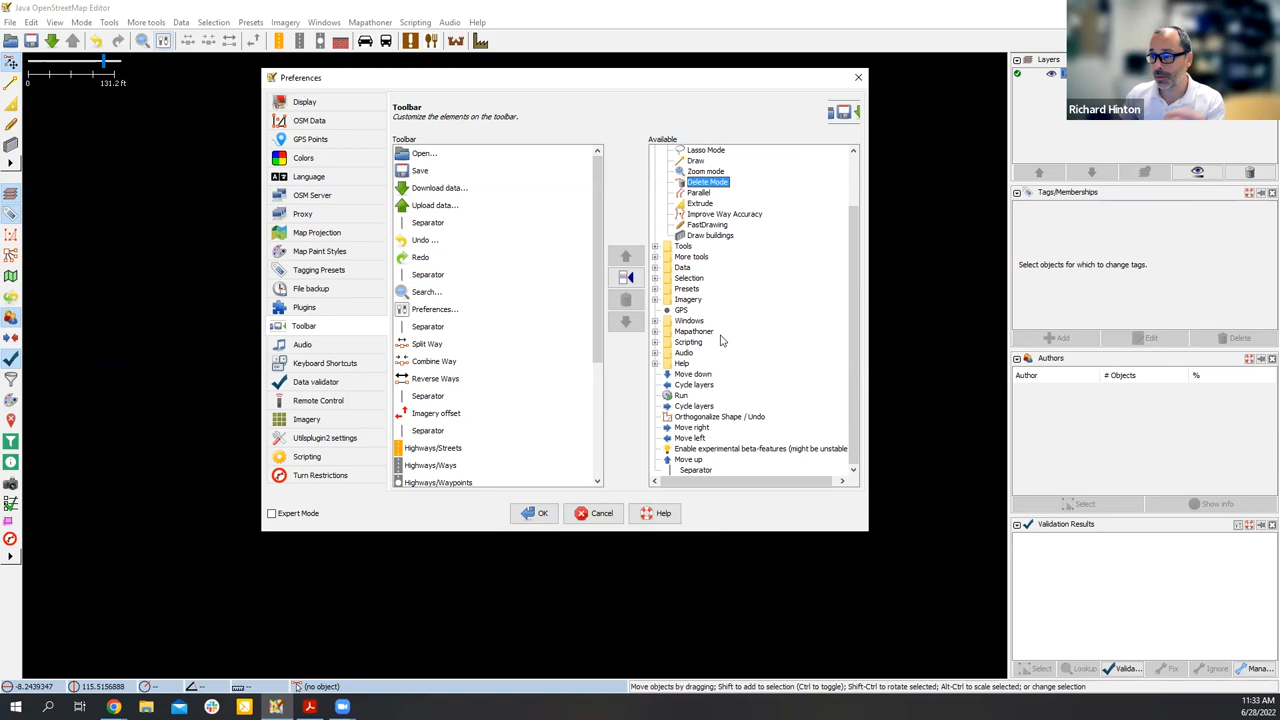 Java OpenStreetMap Editor
File Edit View Mode Tools More tools Data Selection Presets Imagery Windows Mapathoner Scripting Audio Help
0 131.2 ft
Richard Hinton
Preferences
Display
OSM Data
GPS Points
Colors
Language
OSM Server
Proxy
Map Projection
Map Paint Styles
Tagging Presets
File backup
Plugins
Toolbar
Audio
Keyboard Shortcuts
Data validator
Remote Control
Imagery
Utilsplugin2 settings
Scripting
Turn Restrictions
Expert Mode
Toolbar
Customize the elements on the toolbar.
Toolbar
Open...
Save
Download data...
Upload data...
Separator
Undo ...
Redo
Separator
Search...
Preferences...
Separator
Split Way
Combine Way
Reverse Ways
Separator
Imagery offset
Separator
Highways/Streets
Highways/Ways
Highways/Waypoints
Available
Lasso Mode
Draw
Zoom mode
Delete Mode
Parallel
Extrude
Improve Way Accuracy
FastDrawing
Draw buildings
Tools
More tools
Data
Selection
Presets
Imagery
GPS
Windows
Mapathoner
Scripting
Audio
Help
Move down
Cycle layers
Run
Cycle layers
Orthogonalize Shape / Undo
Move right
Move left
Enable experimental beta-features (might be unstable
Move up
Separator
OK Cancel Help
Layers
Tags/Memberships
Select objects for which to change tags.
Add Edit Delete
Authors
Author # Objects %
Select Show info
Validation Results
Select Lookup Valida... Fix Ignore Mana...
-8.2439347 115.5156888 -- -- -- (no object) Move objects by dragging; Shift to add to selection (Ctrl to toggle); Shift-Ctrl to rotate selected; Alt-Ctrl to scale selected; or change selection
11:33 AM
6/28/2022